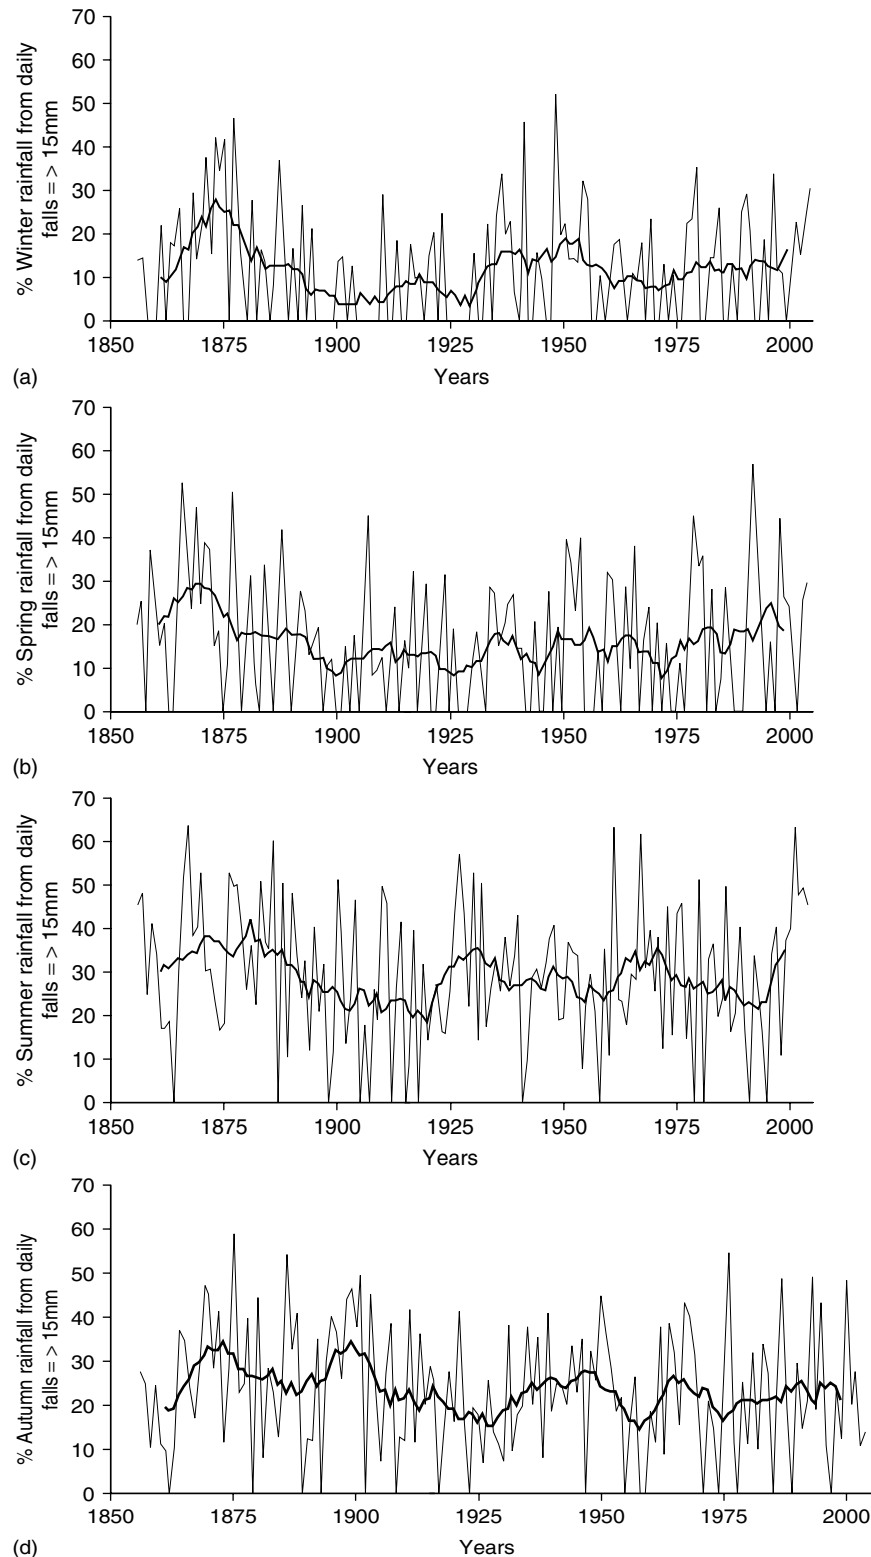 70
60
50
40
30
20
10
0
% Winter rainfall from daily
falls = > 15mm
1850 1875 1900 1925 1950 1975 2000
(a)
Years
70
60
50
40
30
20
10
0
% Spring rainfall from daily
falls = > 15mm
1850 1875 1900 1925 1950 1975 2000
(b)
Years
70
60
50
40
30
20
10
0
% Summer rainfall from daily
falls = > 15mm
1850 1875 1900 1925 1950 1975 2000
(c)
Years
70
60
50
40
30
20
10
0
% Autumn rainfall from daily
falls = > 15mm
1850 1875 1900 1925 1950 1975 2000
(d)
Years